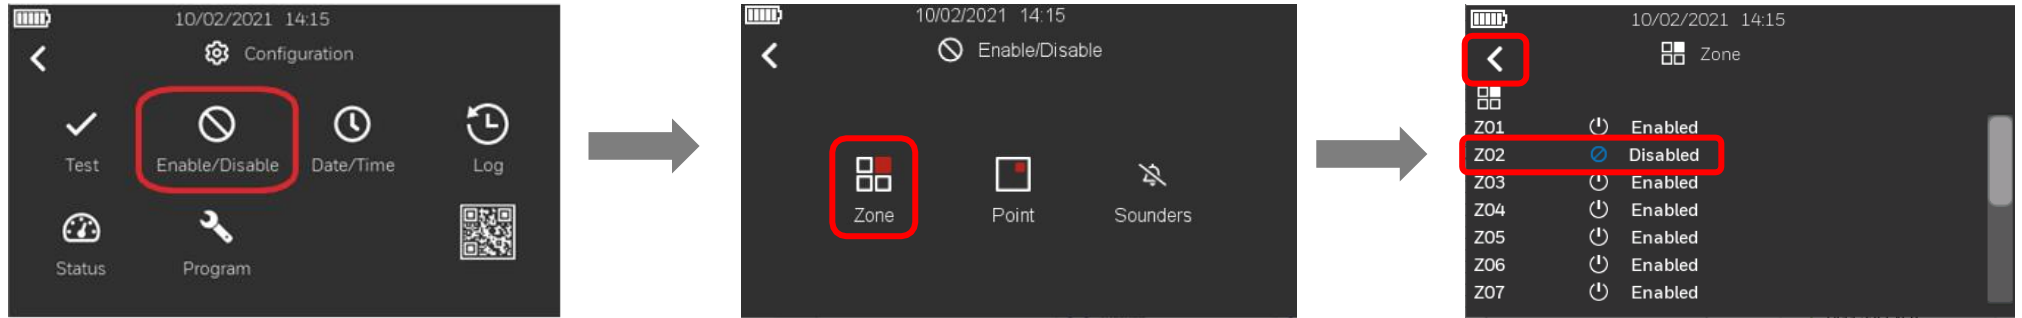 10/02/2021 14:15
Configuration
Test
Enable/Disable
Date/Time
Log
Status
Program
10/02/2021 14:15
Enable/Disable
Zone
Point
Sounders
10/02/2021 14:15
Zone
Z01 Enabled
Z02 Disabled
Z03 Enabled
Z04 Enabled
Z05 Enabled
Z06 Enabled
Z07 Enabled